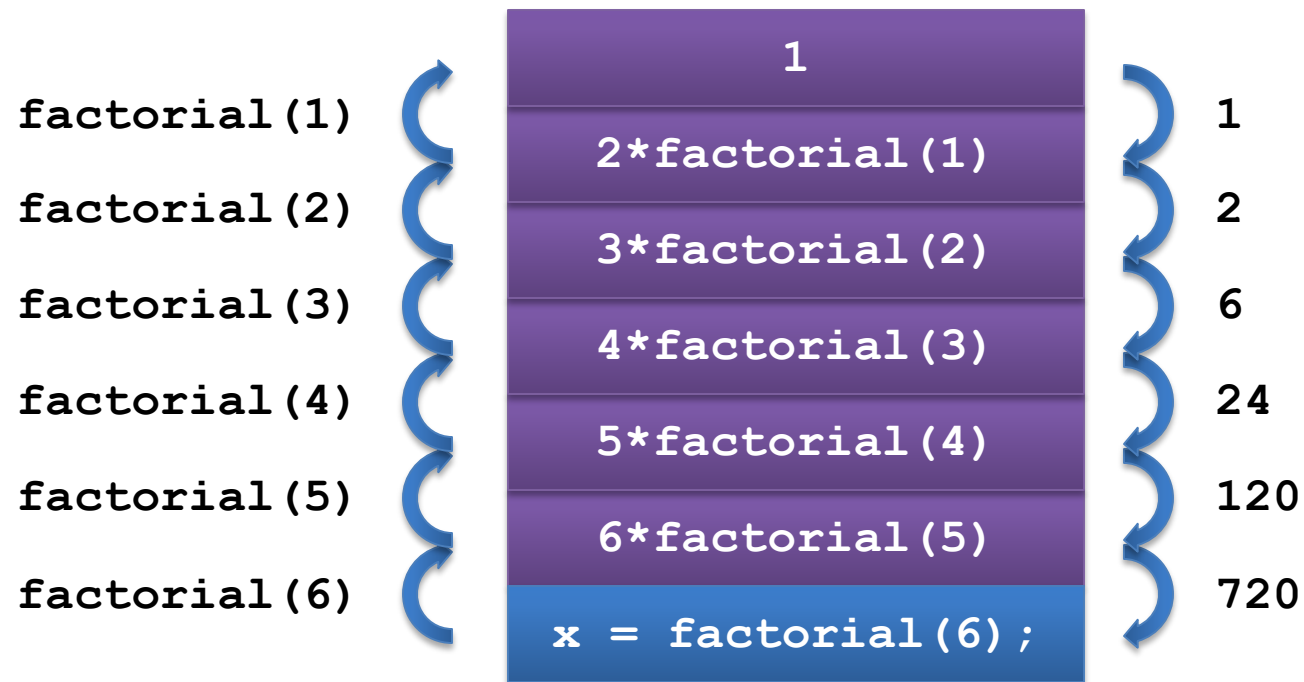 1
factorial(1)
1
2*factorial(1)
factorial(2)
2
3*factorial(2)
factorial(3)
6
4*factorial(3)
factorial(4)
24
5*factorial(4)
factorial(5)
120
6*factorial(5)
factorial(6)
720
x = factorial(6);